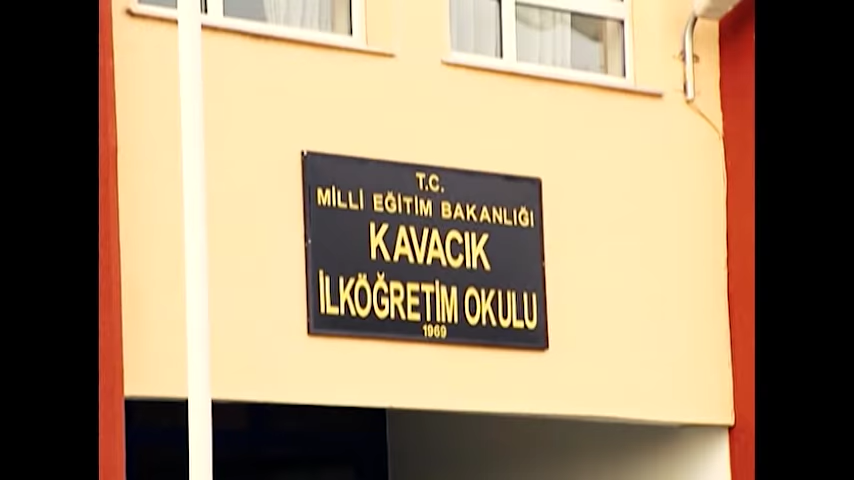 T.C.
MİLLİ EĞİTİM BAKANLIĞI
KAVACIK
İLKÖĞRETİM OKULU
1969